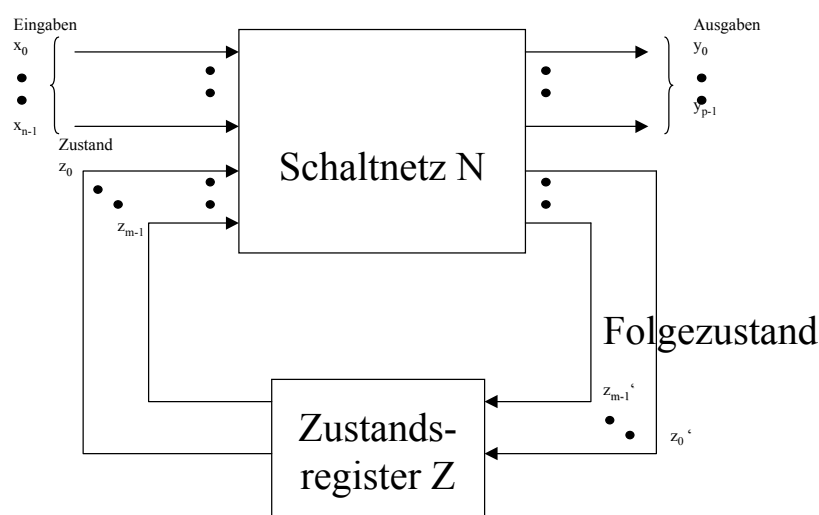 Eingaben
x0
xn-1
Zustand
z0
zm-1
Schaltnetz N
Ausgaben
y0
yp-1
Folgezustand
zm-1‘
z0‘
Zustands-
register Z